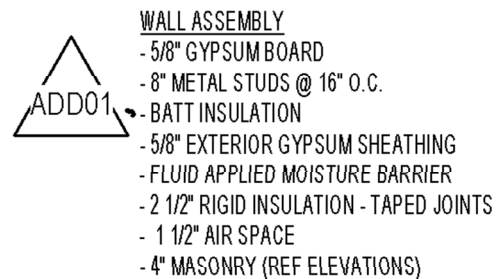 WALL ASSEMBLY
- 5/8" GYPSUM BOARD
- 8" METAL STUDS @ 16" O.C.
ADD01
- BATT INSULATION
- 5/8" EXTERIOR GYPSUM SHEATHING
- FLUID APPLIED MOISTURE BARRIER
- 2 1/2" RIGID INSULATION - TAPED JOINTS
- 1 1/2" AIR SPACE
- 4" MASONRY (REF ELEVATIONS)